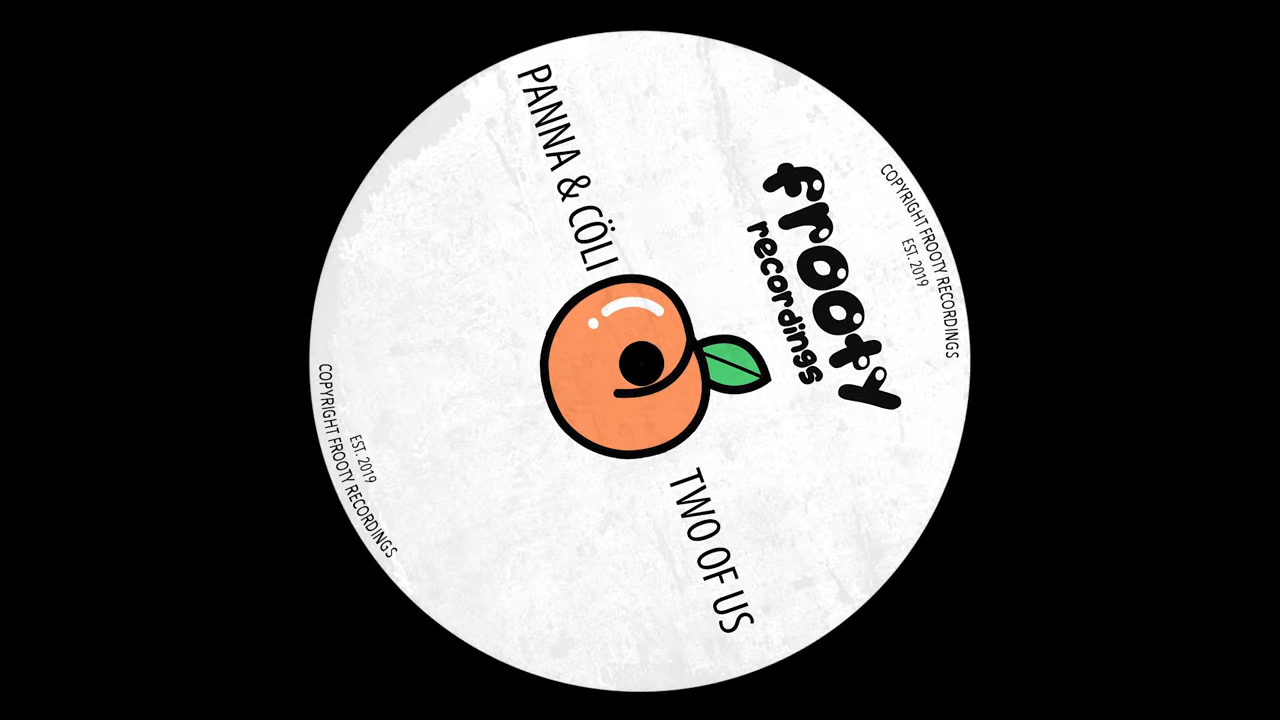 frooty
recordings
PANNA & CÖLI
TWO OF US
COPYRIGHT FROOTY RECORDINGS
EST. 2019
EST. 2019
COPYRIGHT FROOTY RECORDINGS